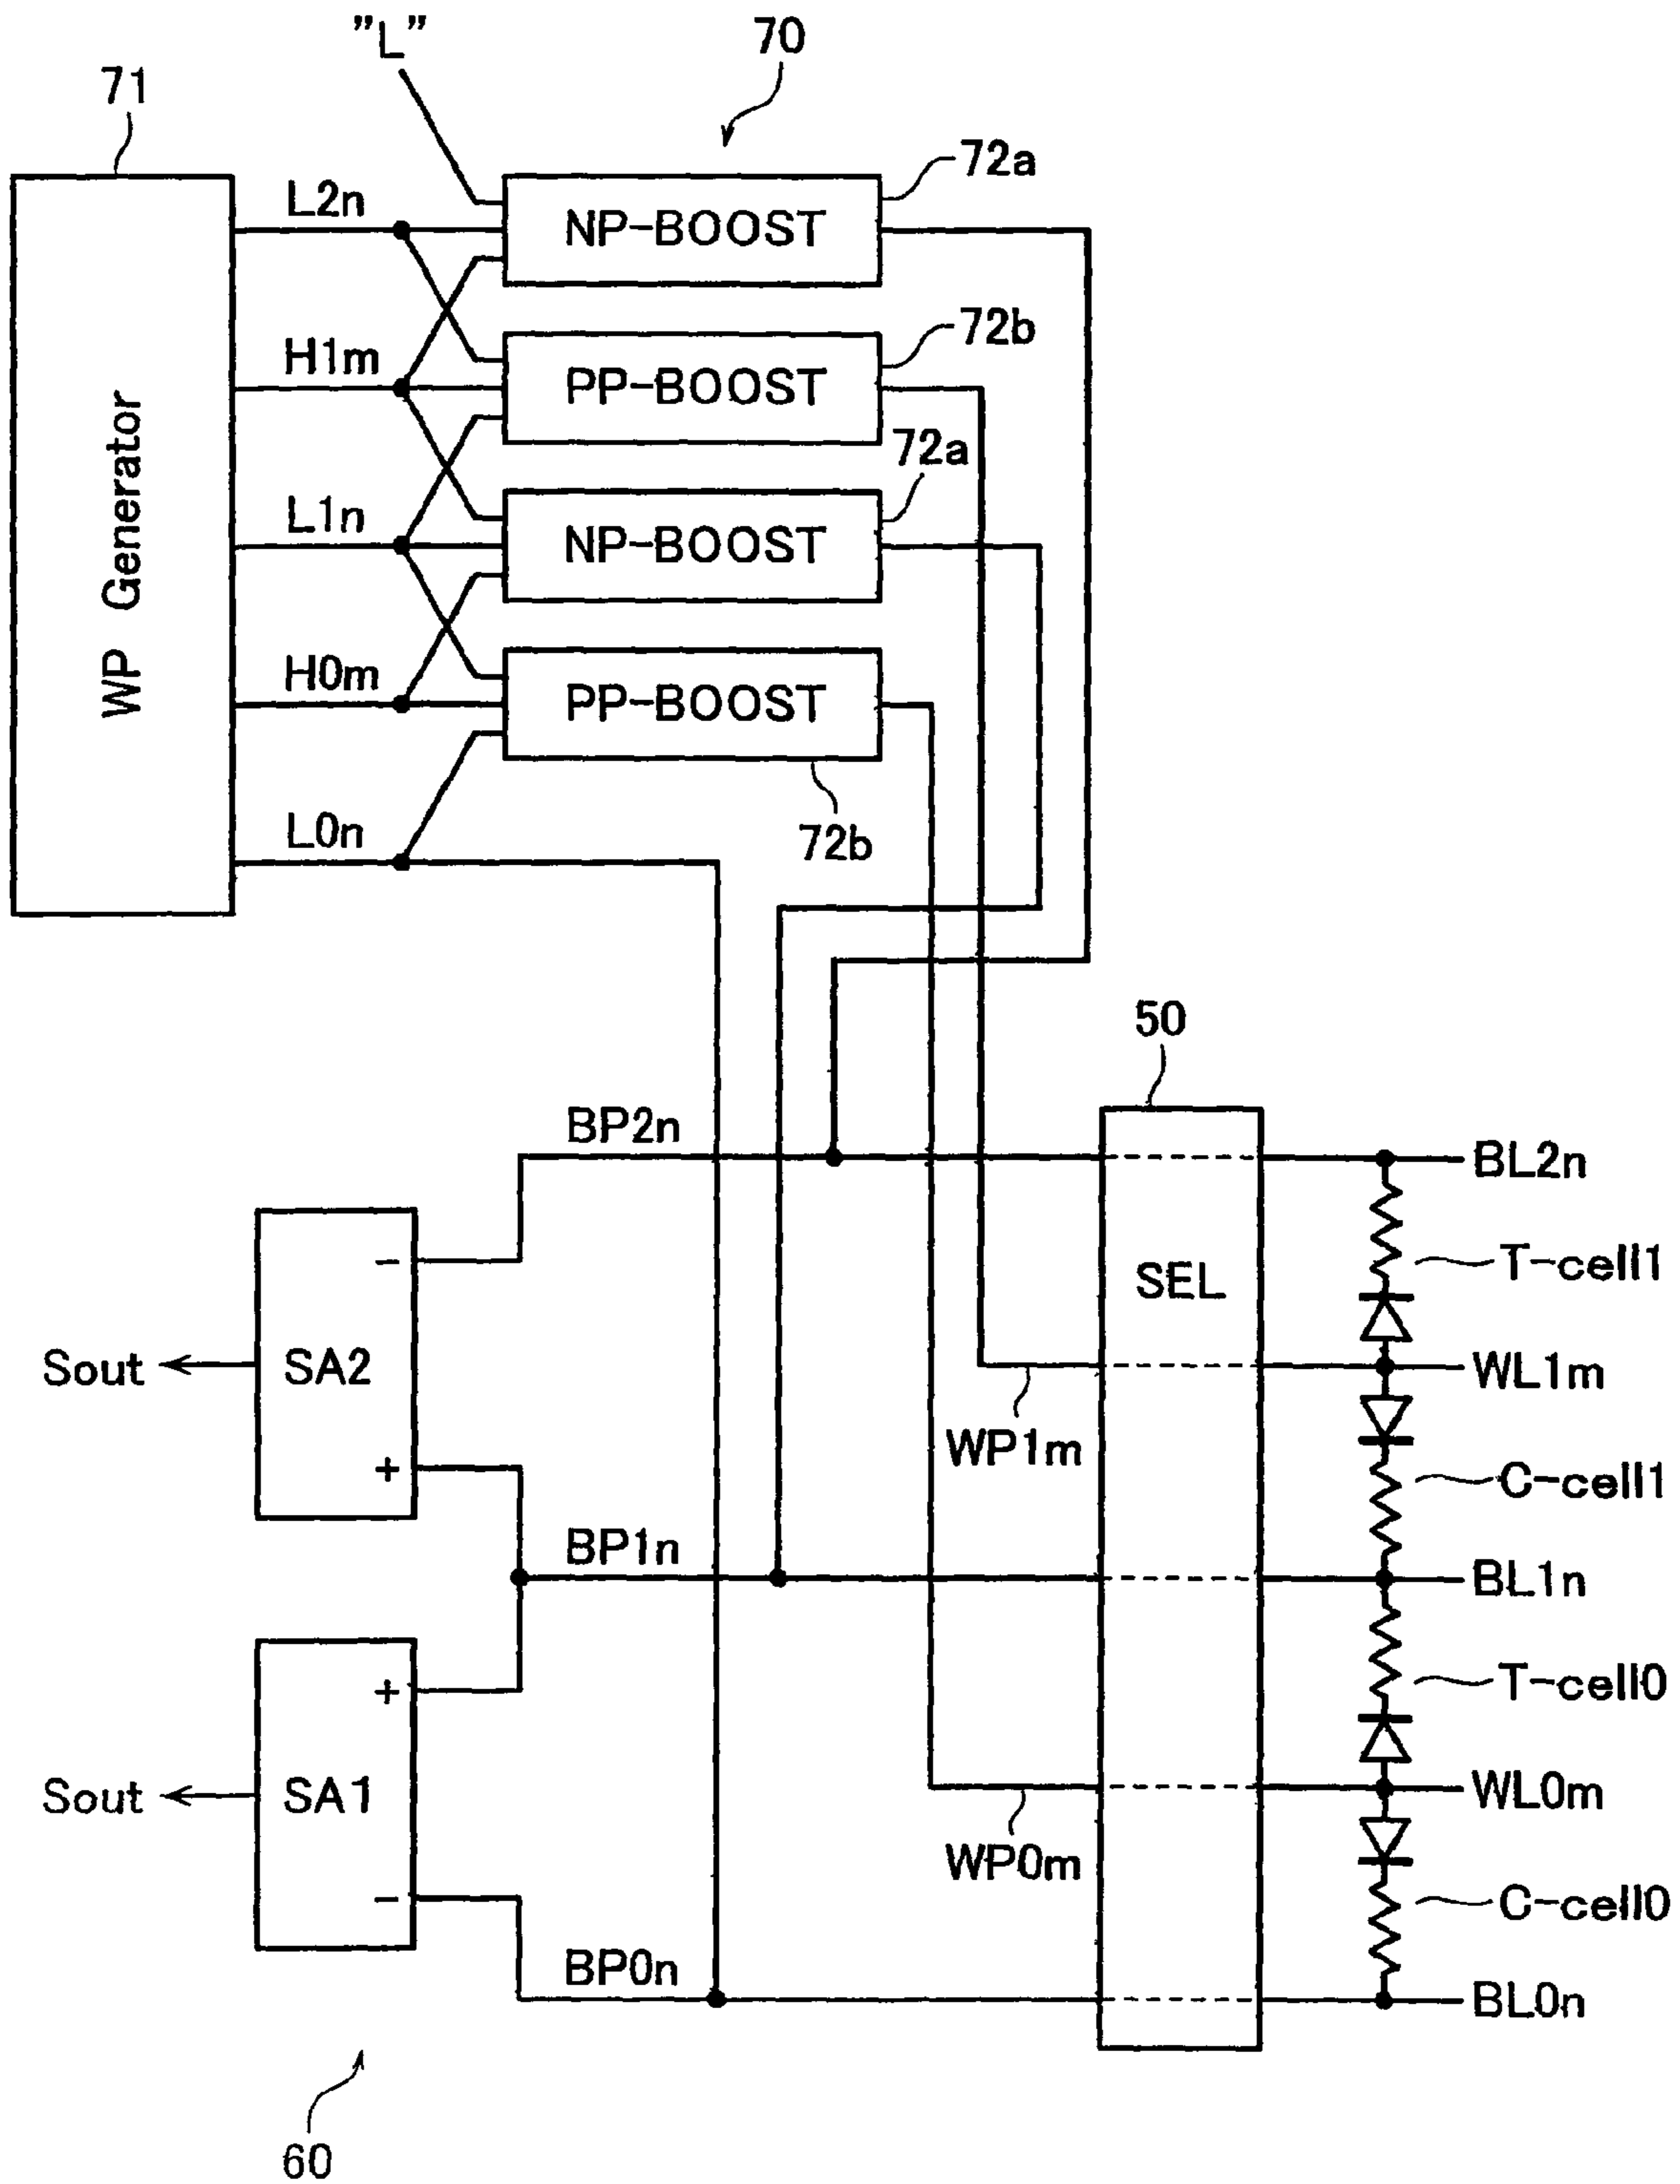 "L"
70
71
72a
L2n
NP-BOOST
72b
H1m
PP-BOOST
72a
L1n
NP-BOOST
WP Generator
H0m
PP-BOOST
72b
L0n
50
BP2n
BL2n
SEL
T-cell1
Sout
SA2
-
+
WL1m
WP1m
C-cell1
BP1n
BL1n
T-cell0
Sout
SA1
+
-
WL0m
WP0m
C-cell0
BP0n
BL0n
60